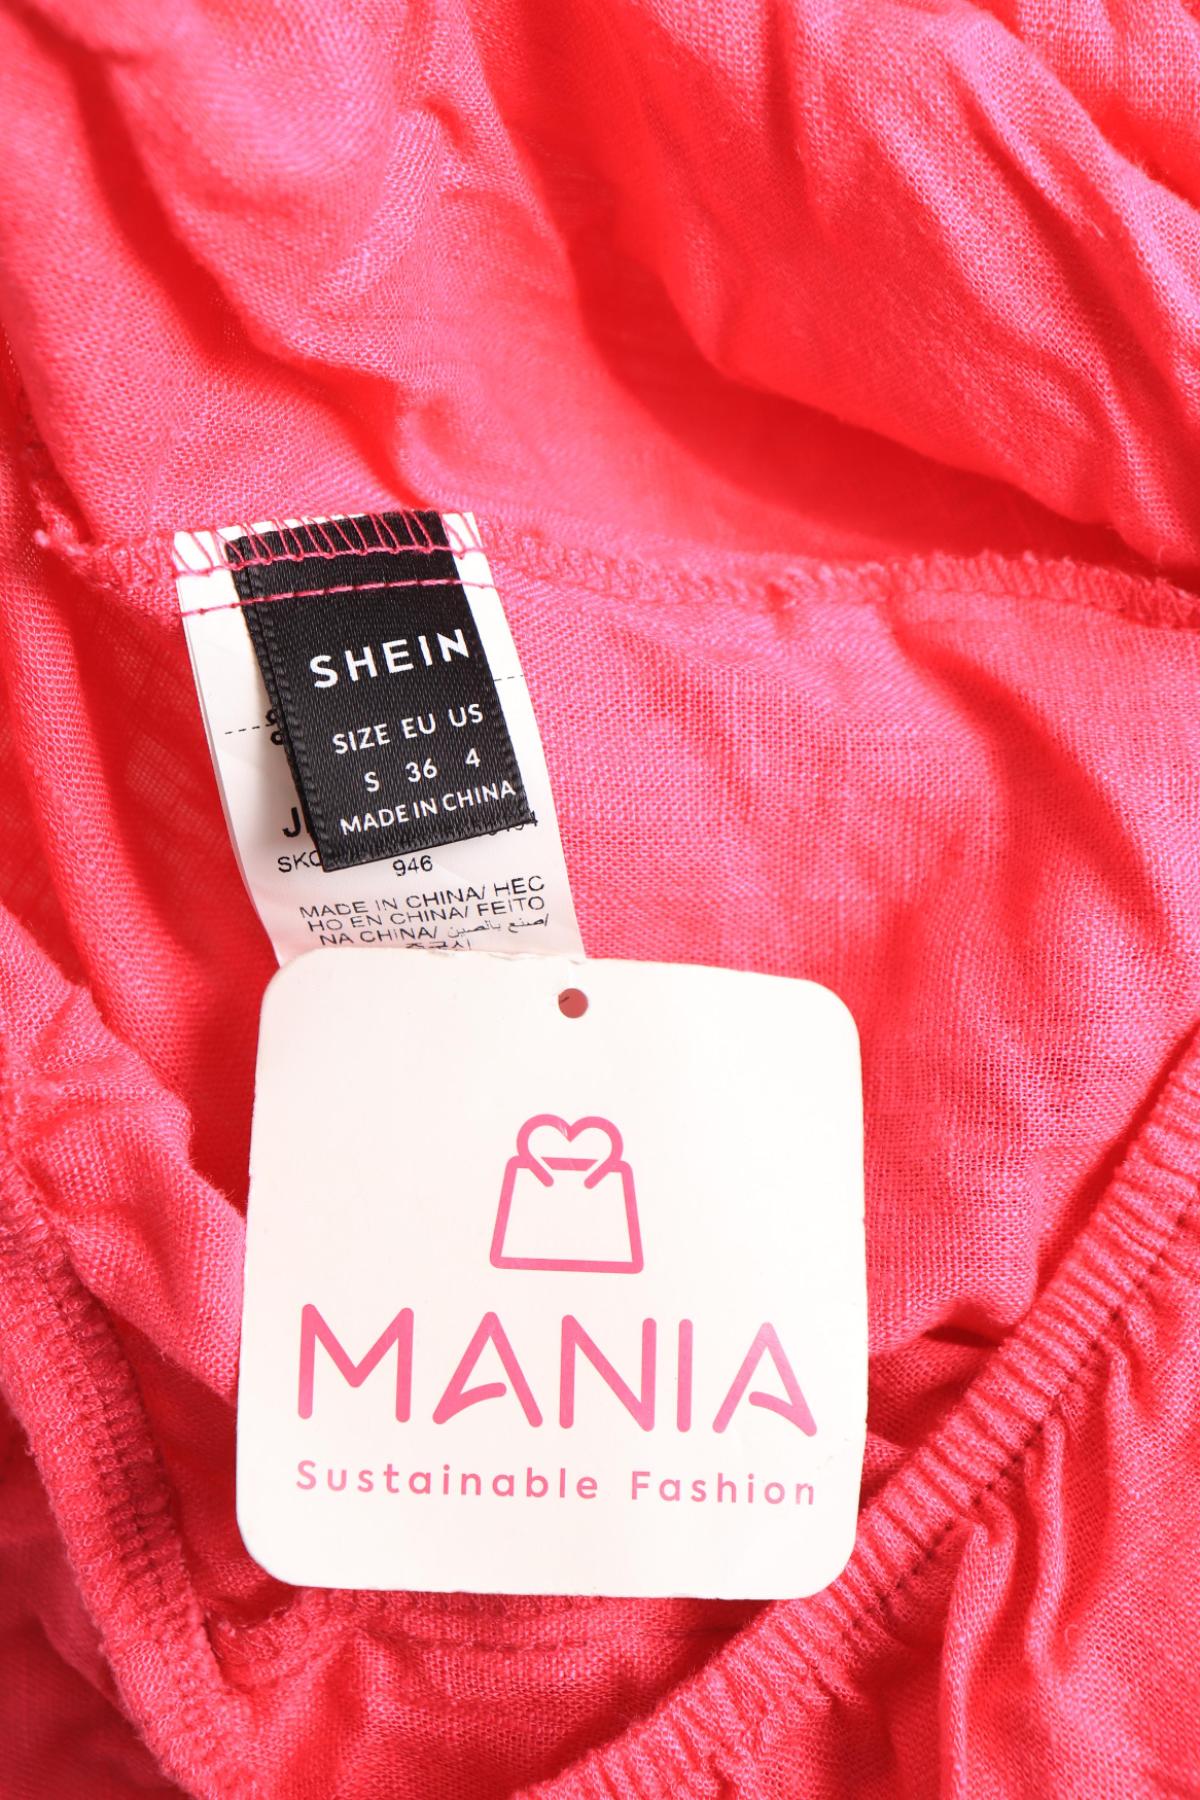 SHEIN
SIZE EU US
S 36 4
MADE IN CHINA
946
MADE IN CHINA/ HEC
HO EN CHINA/ FEITO
NA CHINA/ صنع بالصين/
MANIA
Sustainable Fashion